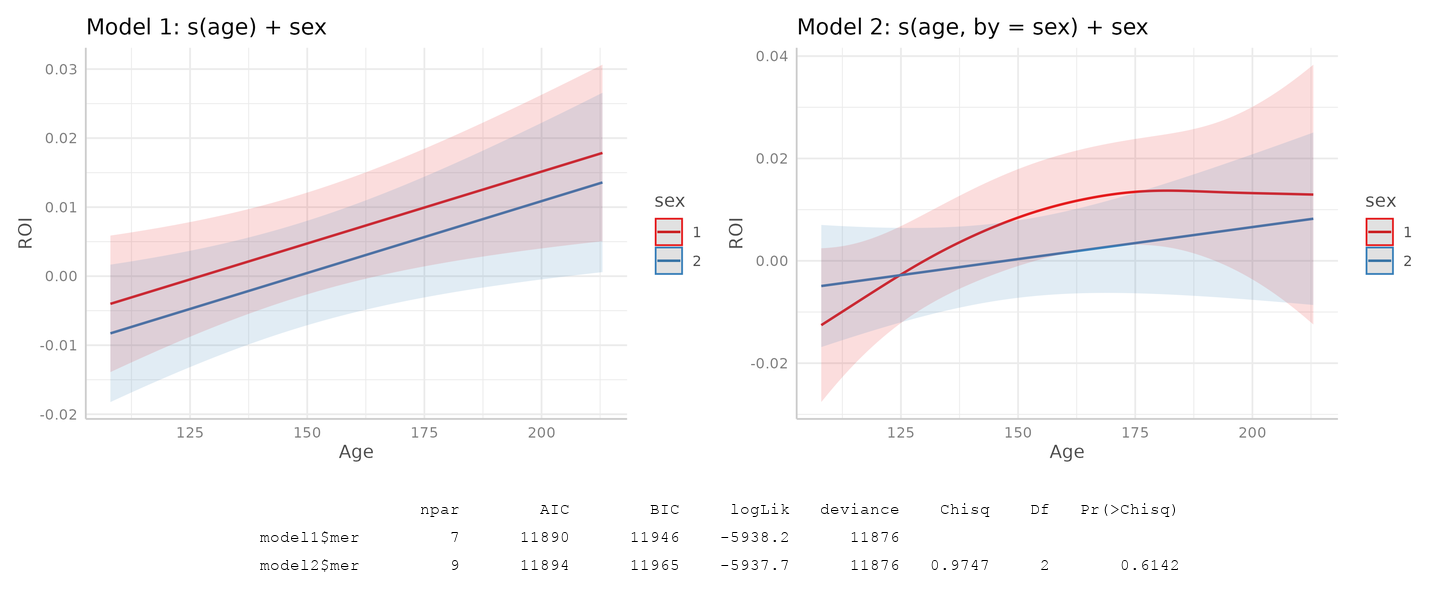 Model 1: s(age) + sex
0.03
0.02
0.01
0.00
-0.01
-0.02
ROI
125 150 175 200
Age
sex
1
2
Model 2: s(age, by = sex) + sex
0.04
0.02
0.00
-0.02
ROI
125 150 175 200
Age
sex
1
2
npar AIC BIC logLik deviance Chisq Df Pr(>Chisq)
model1$mer 7 11890 11946 -5938.2 11876
model2$mer 9 11894 11965 -5937.7 11876 0.9747 2 0.6142